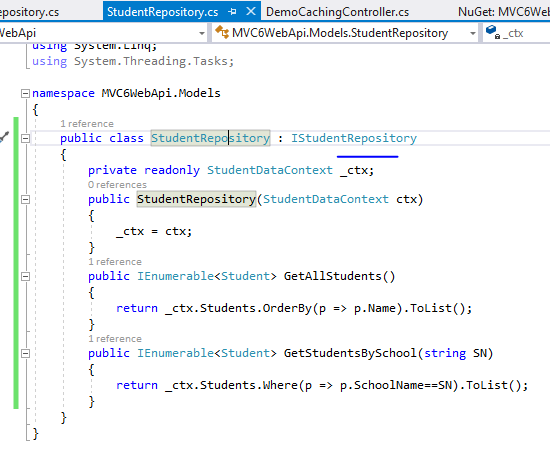 pository.cs StudentRepository.cs DemoCachingController.cs NuGet: MVC6Web
WebApi MVC6WebApi.Models.StudentRepository _ctx
using System.Linq;
using System.Threading.Tasks;
namespace MVC6WebApi.Models
{
1 reference
public class StudentRepository : IStudentRepository
{
private readonly StudentDataContext _ctx;
0 references
public StudentRepository(StudentDataContext ctx)
{
_ctx = ctx;
}
1 reference
public IEnumerable<Student> GetAllStudents()
{
return _ctx.Students.OrderBy(p => p.Name).ToList();
}
1 reference
public IEnumerable<Student> GetStudentsBySchool(string SN)
{
return _ctx.Students.Where(p => p.SchoolName==SN).ToList();
}
}
}